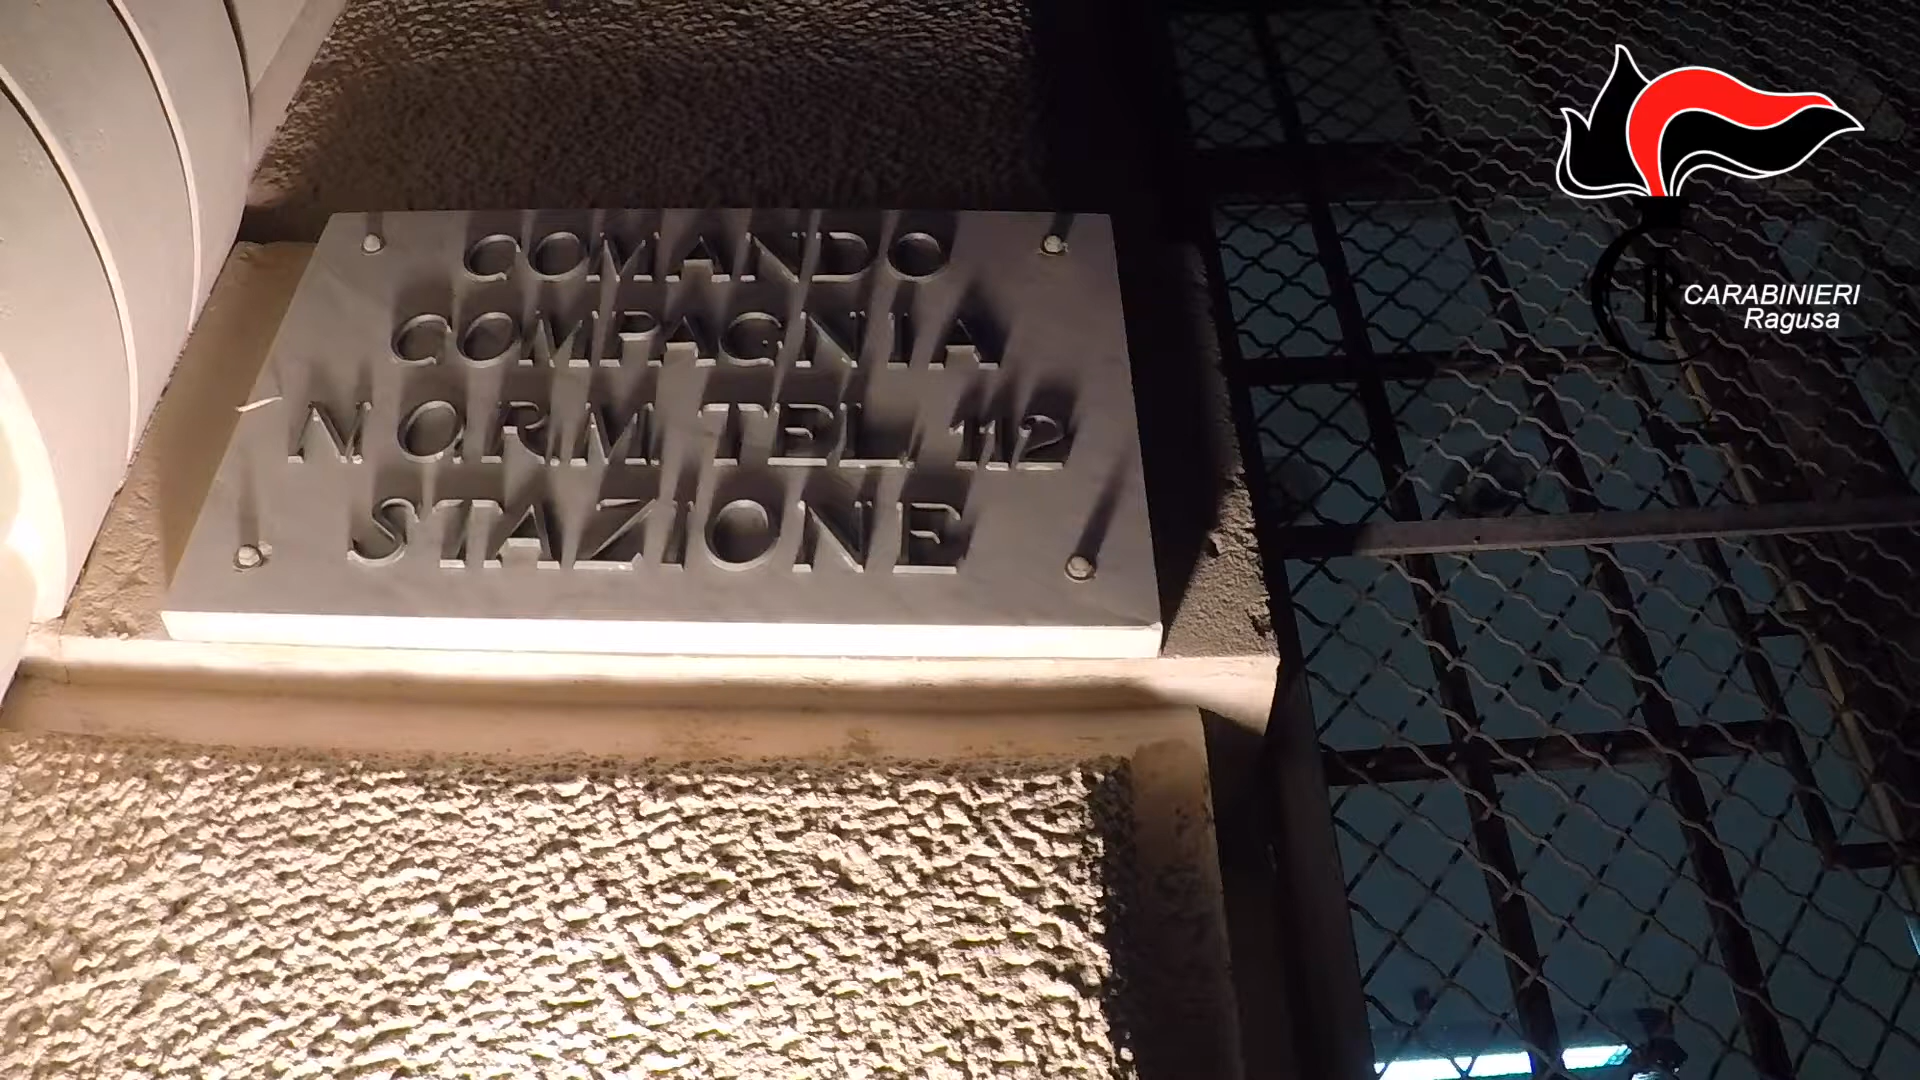 COMANDO
COMPAGNIA
N.O.R.M. TEL. 112
STAZIONE
CARABINIERI
Ragusa